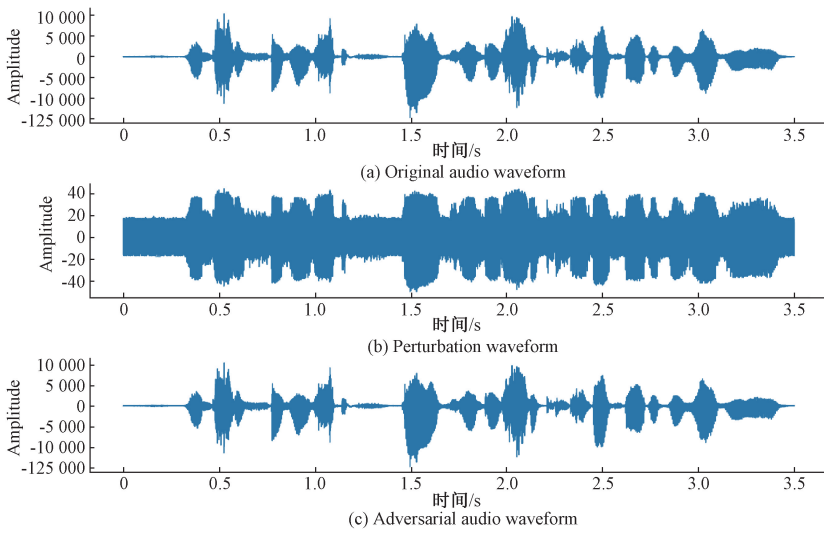 Amplitude
10 000
5 000
0
-5 000
-10 000
-125 000
0 0.5 1.0 1.5 2.0 2.5 3.0 3.5
时间/s
(a) Original audio waveform
Amplitude
40
20
0
-20
-40
0 0.5 1.0 1.5 2.0 2.5 3.0 3.5
时间/s
(b) Perturbation waveform
Amplitude
10 000
5 000
0
-5 000
-10 000
-125 000
0 0.5 1.0 1.5 2.0 2.5 3.0 3.5
时间/s
(c) Adversarial audio waveform